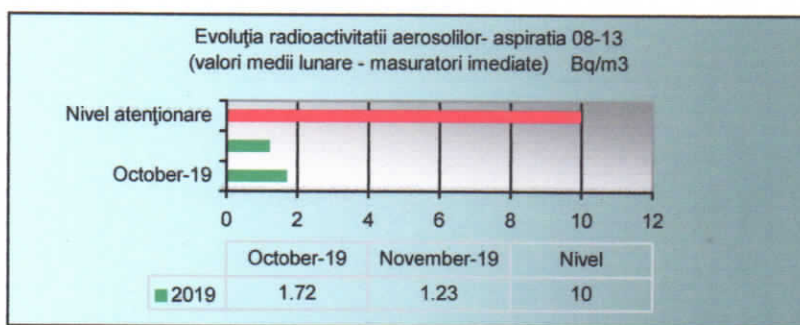 Evoluţia radioactivitatii aerosolilor- aspiratia 08-13
(valori medii lunare - masuratori imediate) Bq/m3
Nivel atenţionare
October-19
0 2 4 6 8 10 12
October-19 November-19 Nivel
2019 1.72 1.23 10